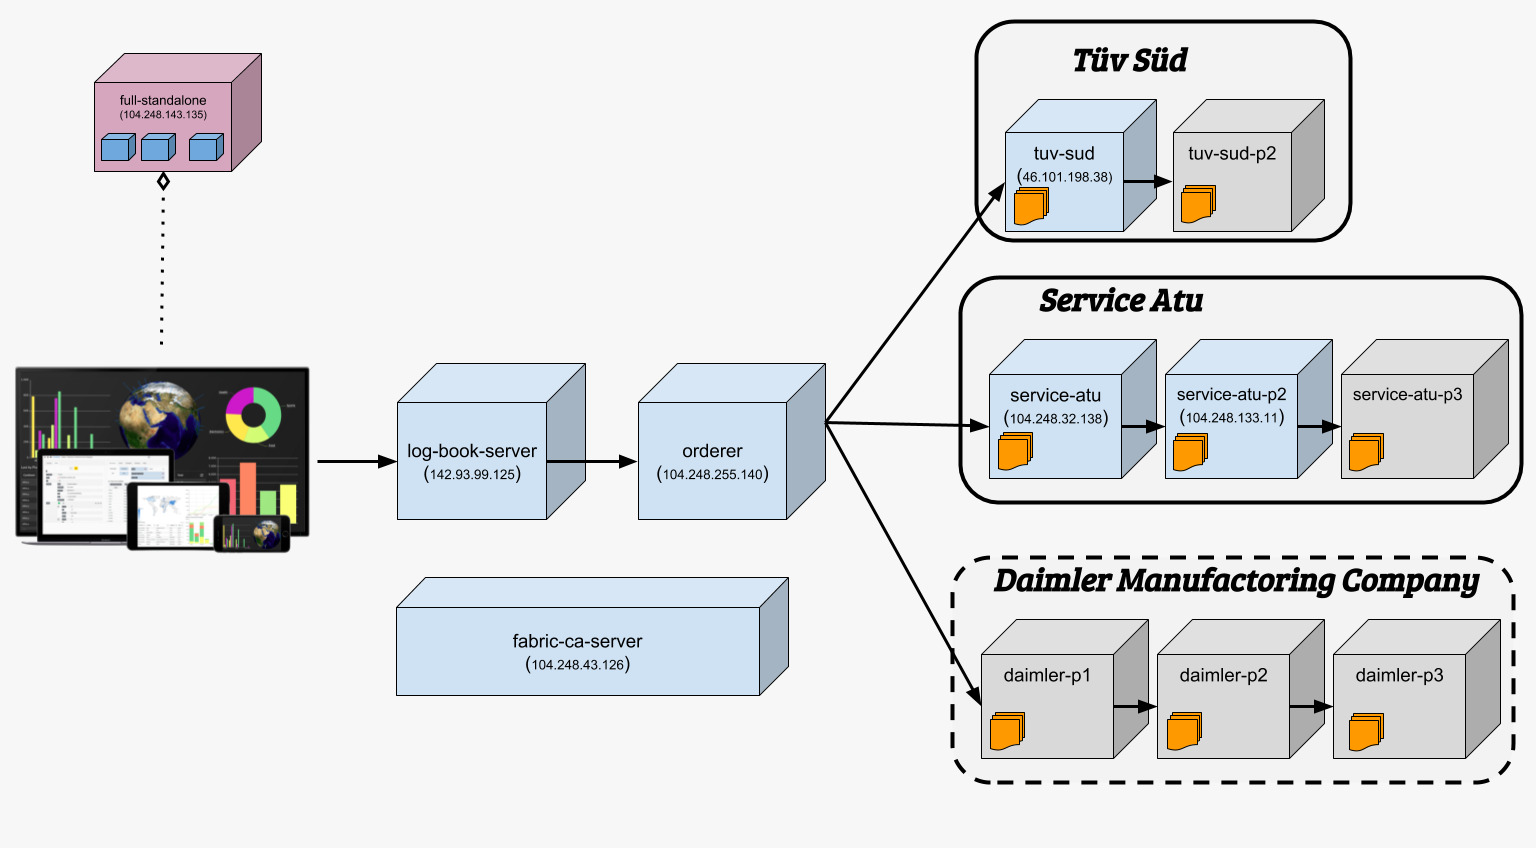 full-standalone
(104.248.143.135)
Tüv Süd
tuv-sud
(46.101.198.38)
tuv-sud-p2
Service Atu
service-atu
(104.248.32.138)
service-atu-p2
(104.248.133.11)
service-atu-p3
log-book-server
(142.93.99.125)
orderer
(104.248.255.140)
fabric-ca-server
(104.248.43.126)
Daimler Manufactoring Company
daimler-p1
daimler-p2
daimler-p3